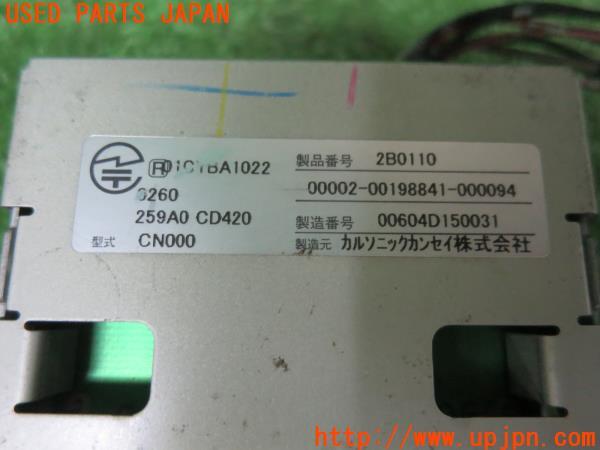 USED PARTS JAPAN
R 01CYBA1022
6260
259A0 CD420
型式 CN000
製品番号 2B0110
00002-00198841-000094
製造番号 00604D150031
製造元 カルソニックカンセイ株式会社
http://www.upjpn.com